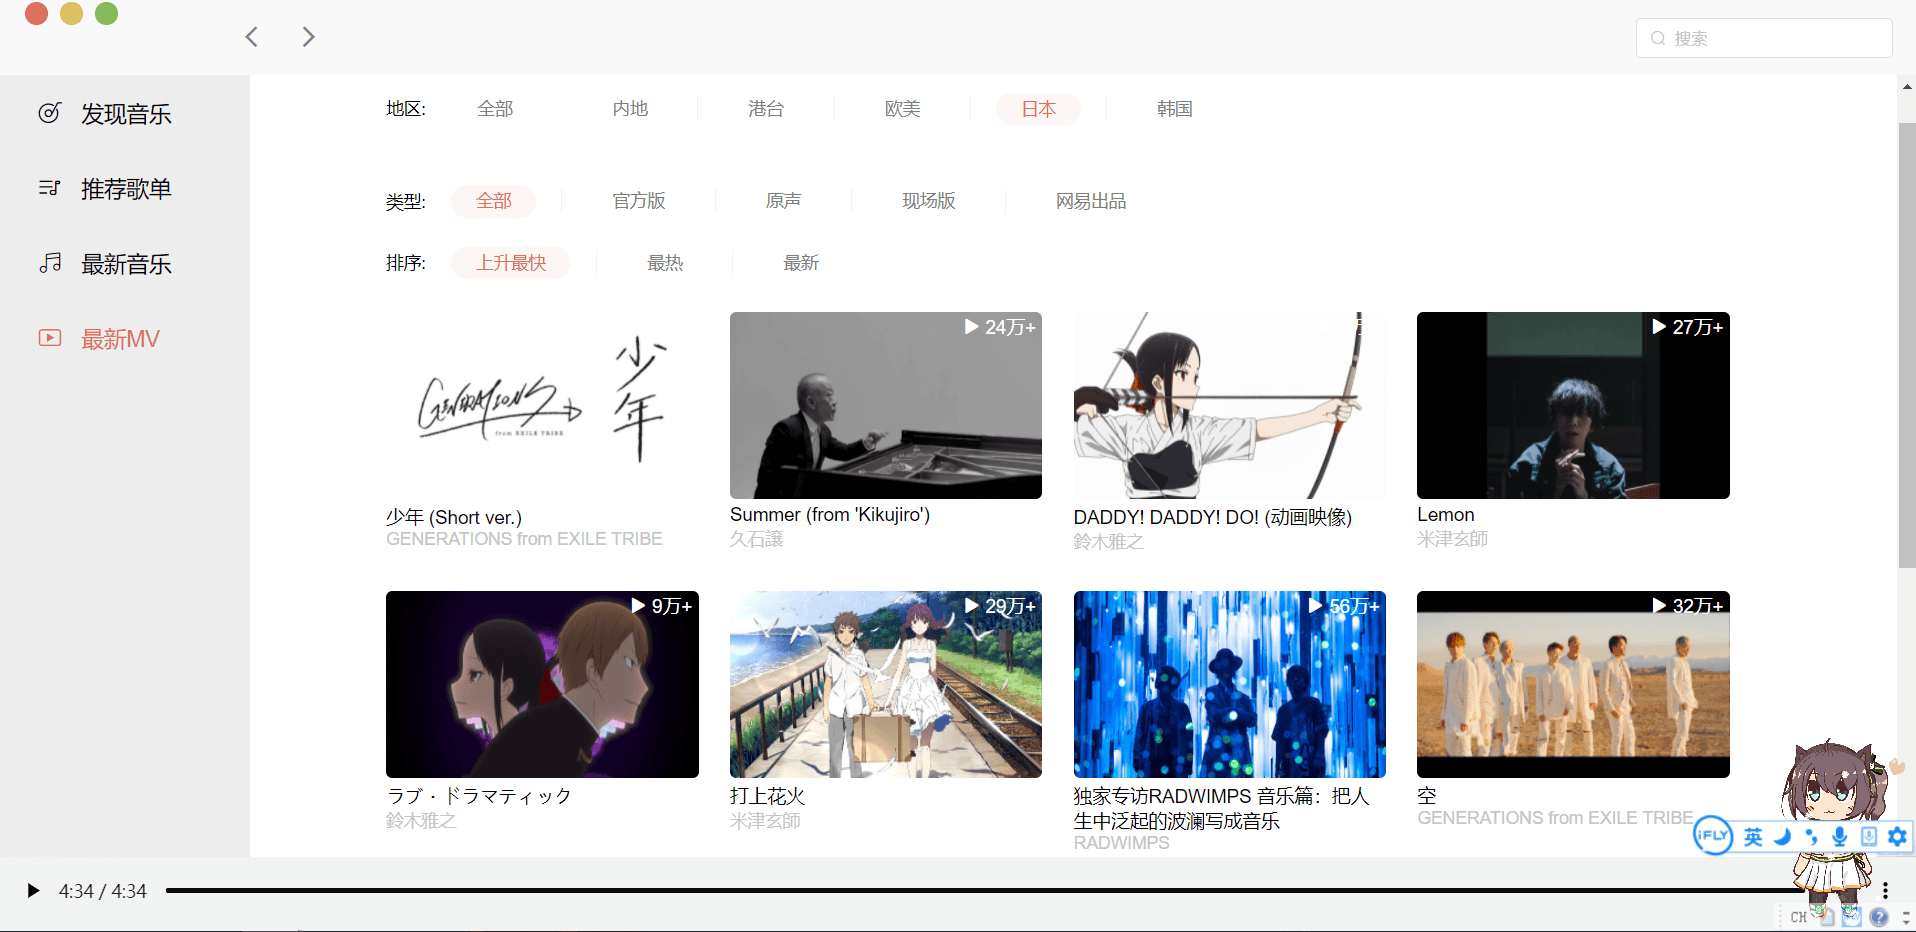 搜索
发现音乐
推荐歌单
最新音乐
最新MV
地区: 全部 内地 港台 欧美 日本 韩国
类型: 全部 官方版 原声 现场版 网易出品
排序: 上升最快 最热 最新
GENERATIONS
from EXILE TRIBE
少年
24万+
27万+
少年 (Short ver.)
GENERATIONS from EXILE TRIBE
Summer (from 'Kikujiro')
久石譲
DADDY! DADDY! DO! (动画映像)
鈴木雅之
Lemon
米津玄師
9万+
29万+
56万+
32万+
ラブ・ドラマティック
鈴木雅之
打上花火
米津玄師
独家专访RADWIMPS 音乐篇：把人
生中泛起的波澜写成音乐
RADWIMPS
空
GENERATIONS from EXILE TRIBE
iFLY 英
4:34 / 4:34
CH